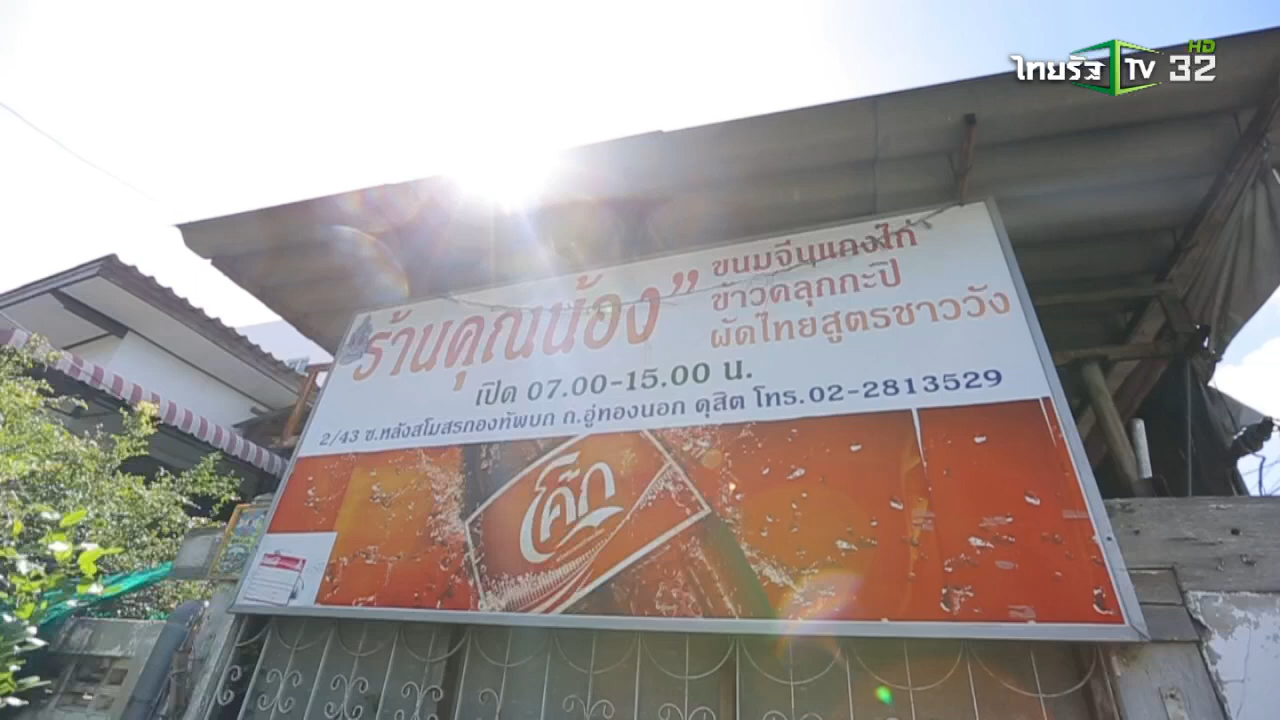 ไทยรัฐ TV HD 32
ร้านคุณน้อง”
ขนมจีนแกงไก่
ข้าวคลุกกะปิ
ผัดไทยสูตรชาววัง
เปิด 07.00-15.00 น.
2/43 ซ.หลังสโมสรกองทัพบก ถ.อู่ทองนอก ดุสิต โทร.02-2813529
โค้ก